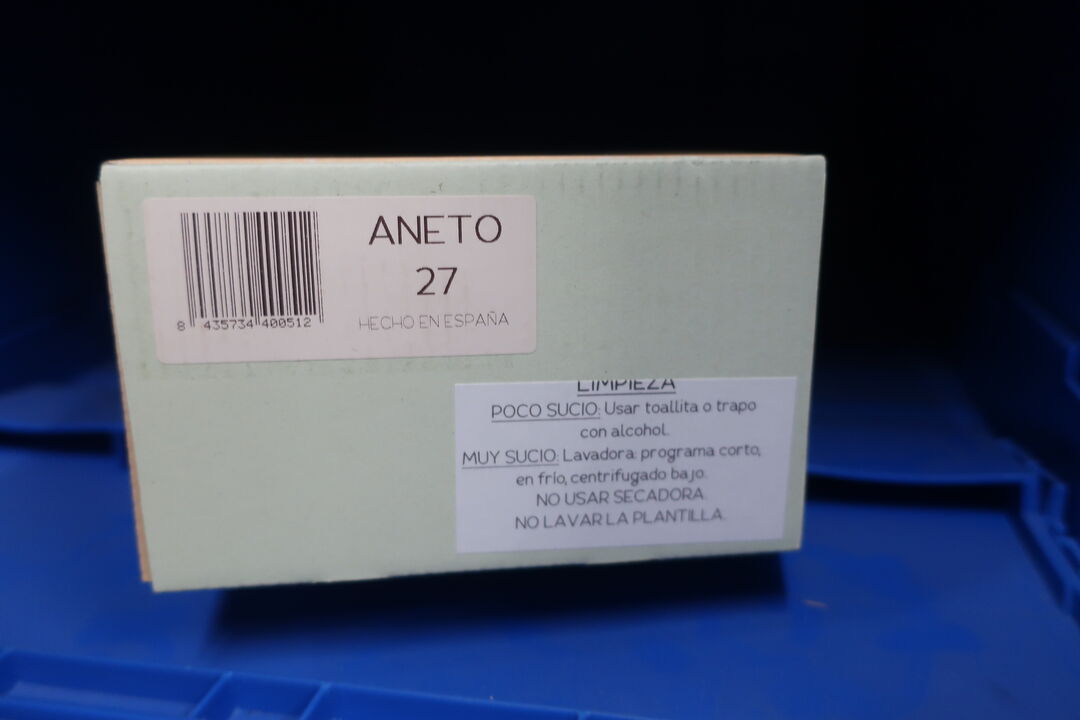 ANETO
27
HECHO EN ESPAÑA
8 435734 400512
LIMPIEZA
POCO SUCIO: Usar toallita o trapo
con alcohol.
MUY SUCIO: Lavadora: programa corto,
en frío, centrifugado bajo.
NO USAR SECADORA.
NO LAVAR LA PLANTILLA.